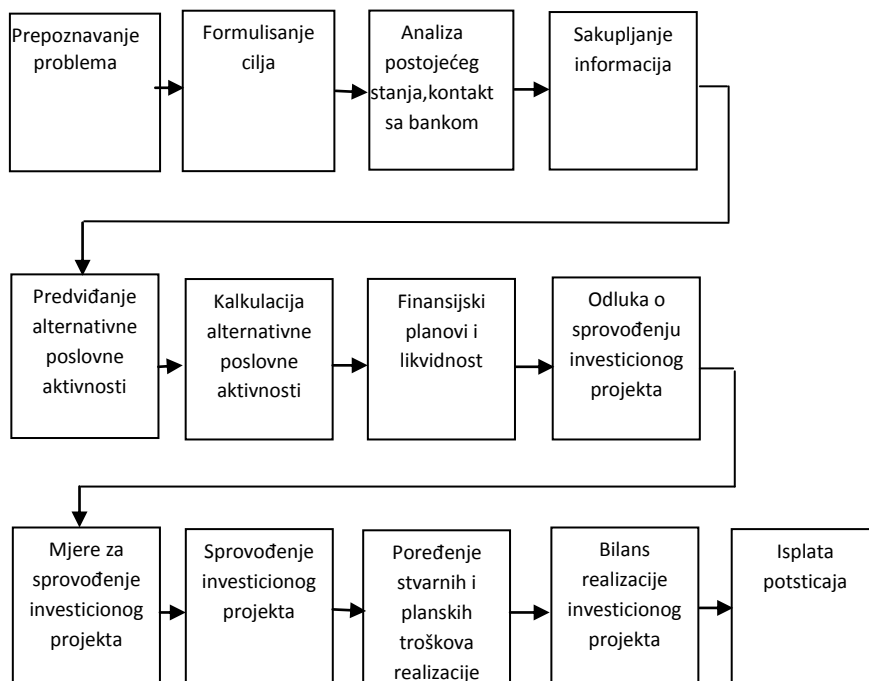 Prepoznavanje
problema
Formulisanje
cilja
Analiza
postojećeg
stanja,kontakt
sa bankom
Sakupljanje
informacija
Predviđanje
alternativne
poslovne
aktivnosti
Kalkulacija
alternativne
poslovne
aktivnosti
Finansijski
planovi i
likvidnost
Odluka o
sprovođenju
investicionog
projekta
Mjere za
sprovođenje
investicionog
projekta
Sprovođenje
investicionog
projekta
Poređenje
stvarnih i
planskih
troškova
realizacije
Bilans
realizacije
investicionog
projekta
Isplata
potsticaja